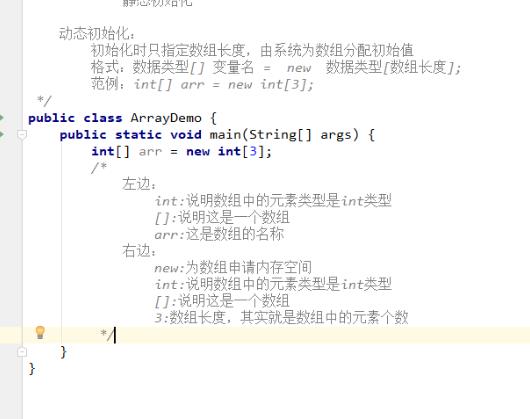 静态初始化
动态初始化：
初始化时只指定数组长度，由系统为数组分配初始值
格式：数据类型[] 变量名 = new 数据类型[数组长度];
范例：int[] arr = new int[3];
*/
public class ArrayDemo {
public static void main(String[] args) {
int[] arr = new int[3];
/*
左边：
int:说明数组中的元素类型是int类型
[]:说明这是一个数组
arr:这是数组的名称
右边：
new:为数组申请内存空间
int:说明数组中的元素类型是int类型
[]:说明这是一个数组
3:数组长度，其实就是数组中的元素个数
*/
}
}